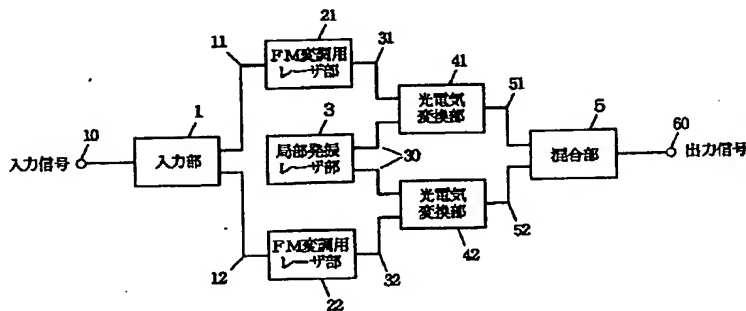 21
FM変調用
レーザ部
11
31
41
光電気
変換部
51
1
10
入力信号
入力部
3
局部発振
レーザ部
30
5
混合部
60
出力信号
光電気
変換部
42
52
FM変調用
レーザ部
12
22
32